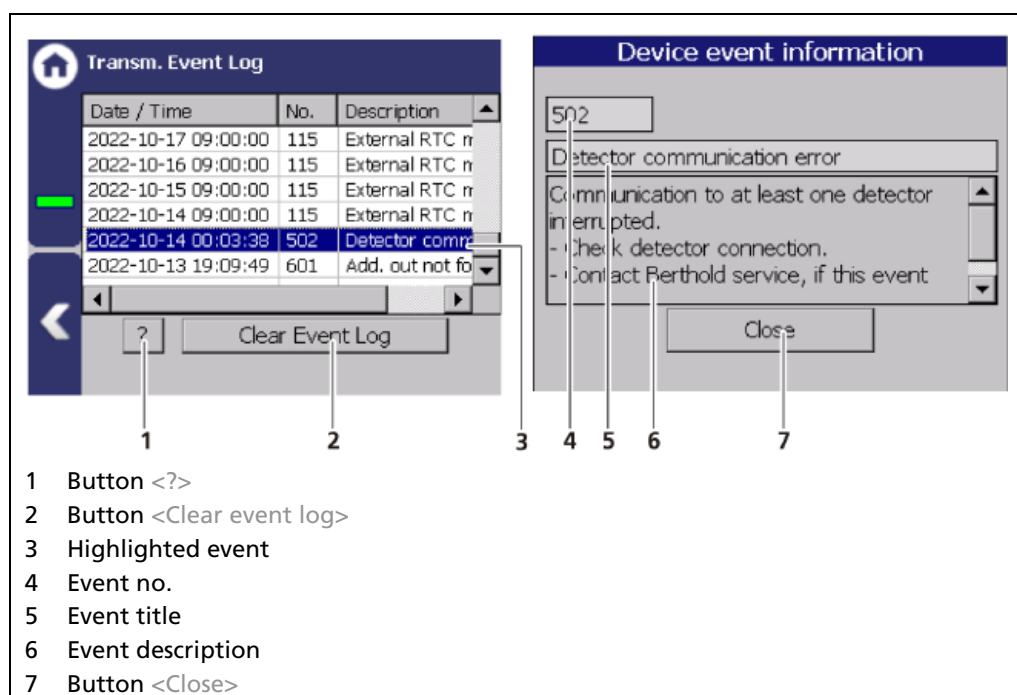 Transm. Event Log
Date / Time No. Description
2022-10-17 09:00:00 115 External RTC
2022-10-16 09:00:00 115 External RTC
2022-10-15 09:00:00 115 External RTC
2022-10-14 09:00:00 115 External RTC
2022-10-14 00:03:38 502 Detector comm
2022-10-13 19:09:49 601 Add. out not fo
? Clear Event Log
Device event information
502
Detector communication error
Communication to at least one detector
interrupted.
- Check detector connection.
- Contact Berthold service, if this event
Close
1 2 3 4 5 6 7
1 Button <?>
2 Button <Clear event log>
3 Highlighted event
4 Event no.
5 Event title
6 Event description
7 Button <Close>